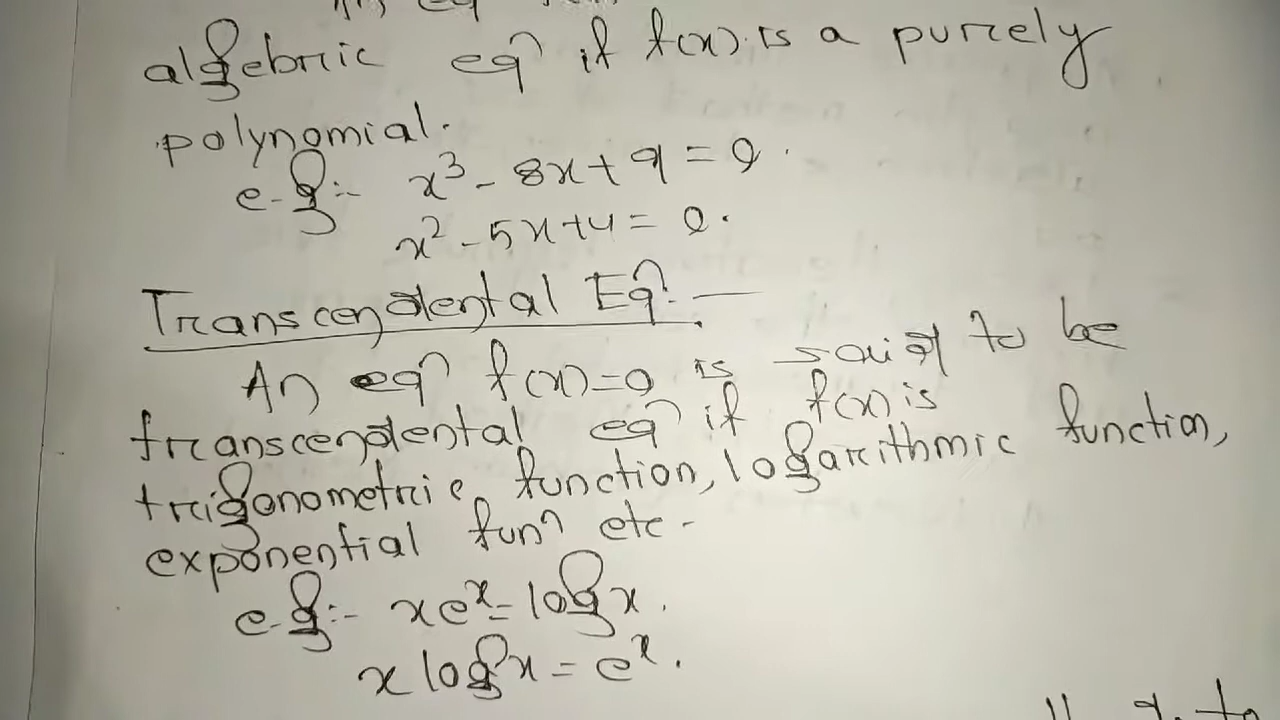 algebric eqn if f(x) is a purely
polynomial.
e.g:- x³ - 8x + 9 = 0.
x² - 5x + 4 = 0.
Transcendental Eqn. —
An eqn f(x) = 0 is said to be
transcendental eqn if f(x) is
trigonometric function, logarithmic function,
exponential funn etc -
e.g:- xeˣ = log x.
x log x = eˣ.
to